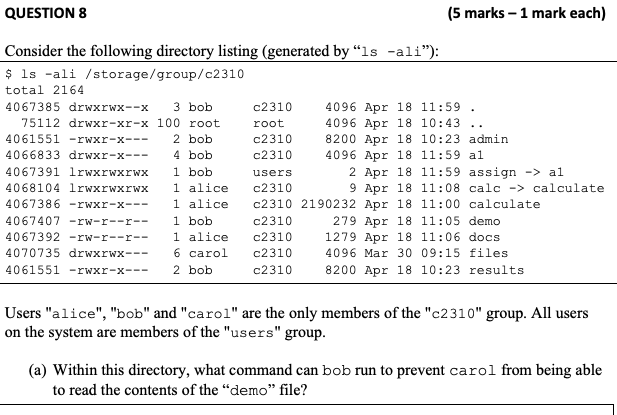 QUESTION 8 (5 marks – 1 mark each)
Consider the following directory listing (generated by “ls -ali”):
$ ls -ali /storage/group/c2310
total 2164
4067385 drwxrwx--x 3 bob c2310 4096 Apr 18 11:59 .
75112 drwxr-xr-x 100 root root 4096 Apr 18 10:43 ..
4061551 -rwxr-x--- 2 bob c2310 8200 Apr 18 10:23 admin
4066833 drwxr-x--- 4 bob c2310 4096 Apr 18 11:59 a1
4067391 lrwxrwxrwx 1 bob users 2 Apr 18 11:59 assign -> a1
4068104 lrwxrwxrwx 1 alice c2310 9 Apr 18 11:08 calc -> calculate
4067386 -rwxr-x--- 1 alice c2310 2190232 Apr 18 11:00 calculate
4067407 -rw-r--r-- 1 bob c2310 279 Apr 18 11:05 demo
4067392 -rw-r--r-- 1 alice c2310 1279 Apr 18 11:06 docs
4070735 drwxrwx--- 6 carol c2310 4096 Mar 30 09:15 files
4061551 -rwxr-x--- 2 bob c2310 8200 Apr 18 10:23 results
Users "alice", "bob" and "carol" are the only members of the "c2310" group. All users
on the system are members of the "users" group.
(a) Within this directory, what command can bob run to prevent carol from being able
to read the contents of the “demo” file?